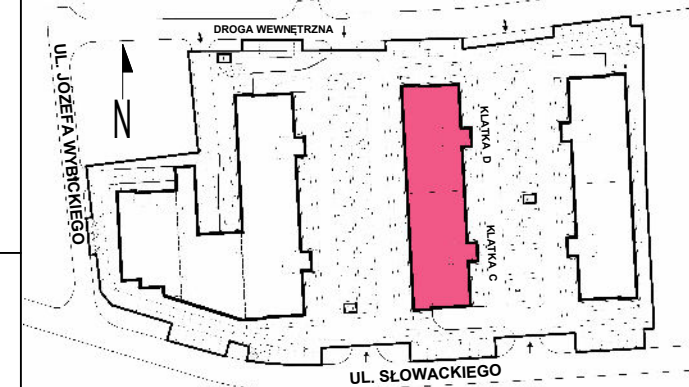 DROGA WEWNĘTRZNA
UL. JÓZEFA WYBICKIEGO
N
KLATKA D
KLATKA C
UL. SŁOWACKIEGO